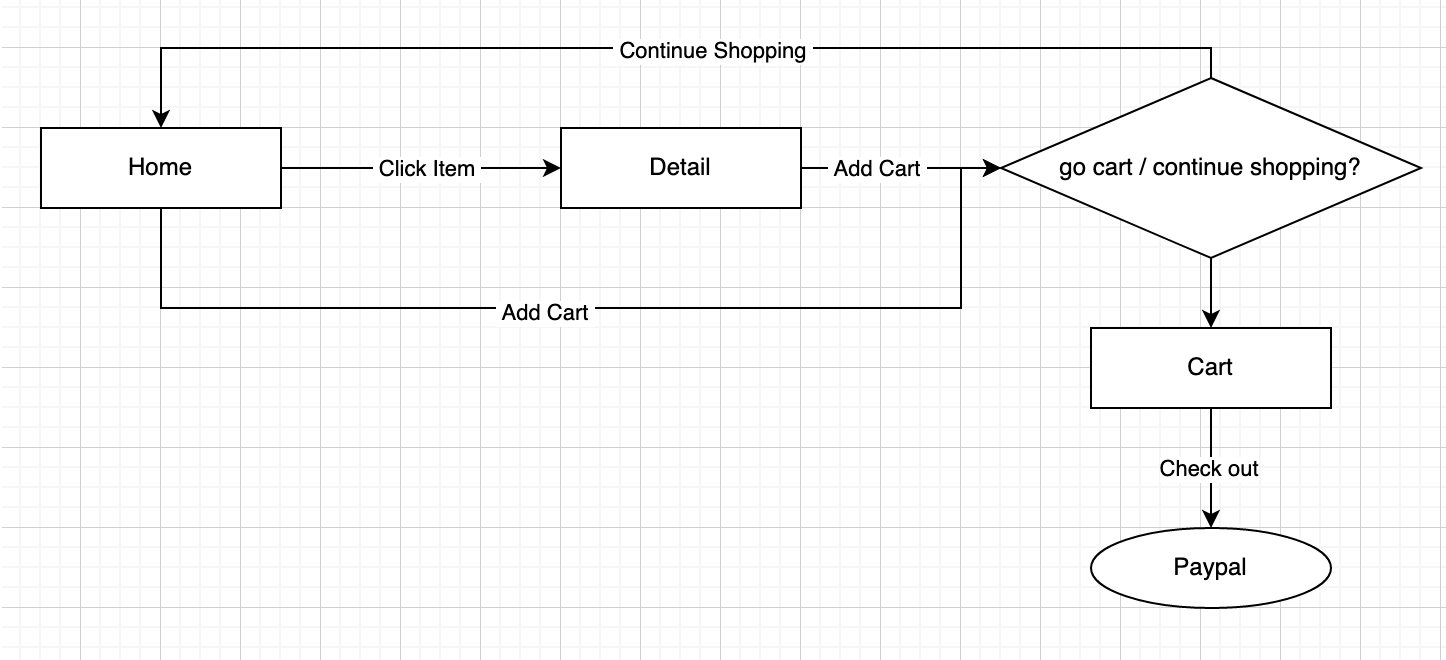 Continue Shopping
Home
Click Item
Detail
Add Cart
go cart / continue shopping?
Add Cart
Cart
Check out
Paypal